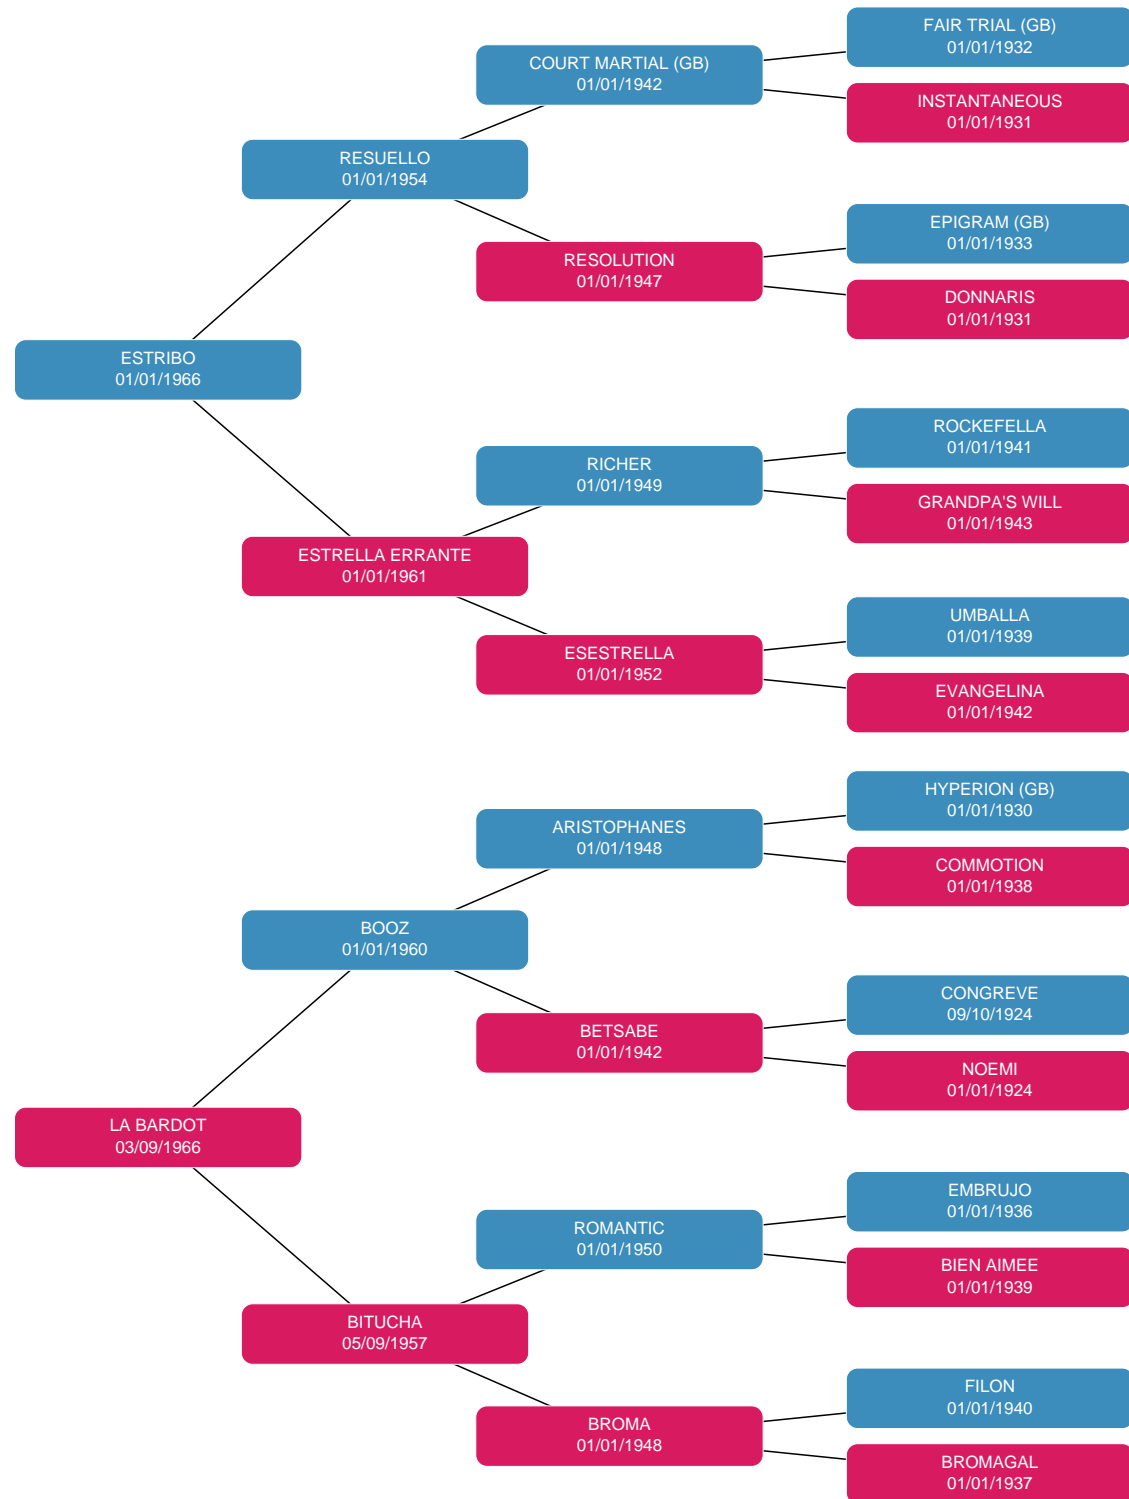 FAIR TRIAL (GB)
01/01/1932
COURT MARTIAL (GB)
01/01/1942
INSTANTANEOUS
01/01/1931
RESUELLO
01/01/1954
EPIGRAM (GB)
01/01/1933
RESOLUTION
01/01/1947
DONNARIS
01/01/1931
ESTRIBO
01/01/1966
ROCKEFELLA
01/01/1941
RICHER
01/01/1949
GRANDPA'S WILL
01/01/1943
ESTRELLA ERRANTE
01/01/1961
UMBALLA
01/01/1939
ESESTRELLA
01/01/1952
EVANGELINA
01/01/1942
HYPERION (GB)
01/01/1930
ARISTOPHANES
01/01/1948
COMMOTION
01/01/1938
BOOZ
01/01/1960
CONGREVE
09/10/1924
BETSABE
01/01/1942
NOEMI
01/01/1924
LA BARDOT
03/09/1966
EMBRUJO
01/01/1936
ROMANTIC
01/01/1950
BIEN AIMEE
01/01/1939
BITUCHA
05/09/1957
FILON
01/01/1940
BROMA
01/01/1948
BROMAGAL
01/01/1937